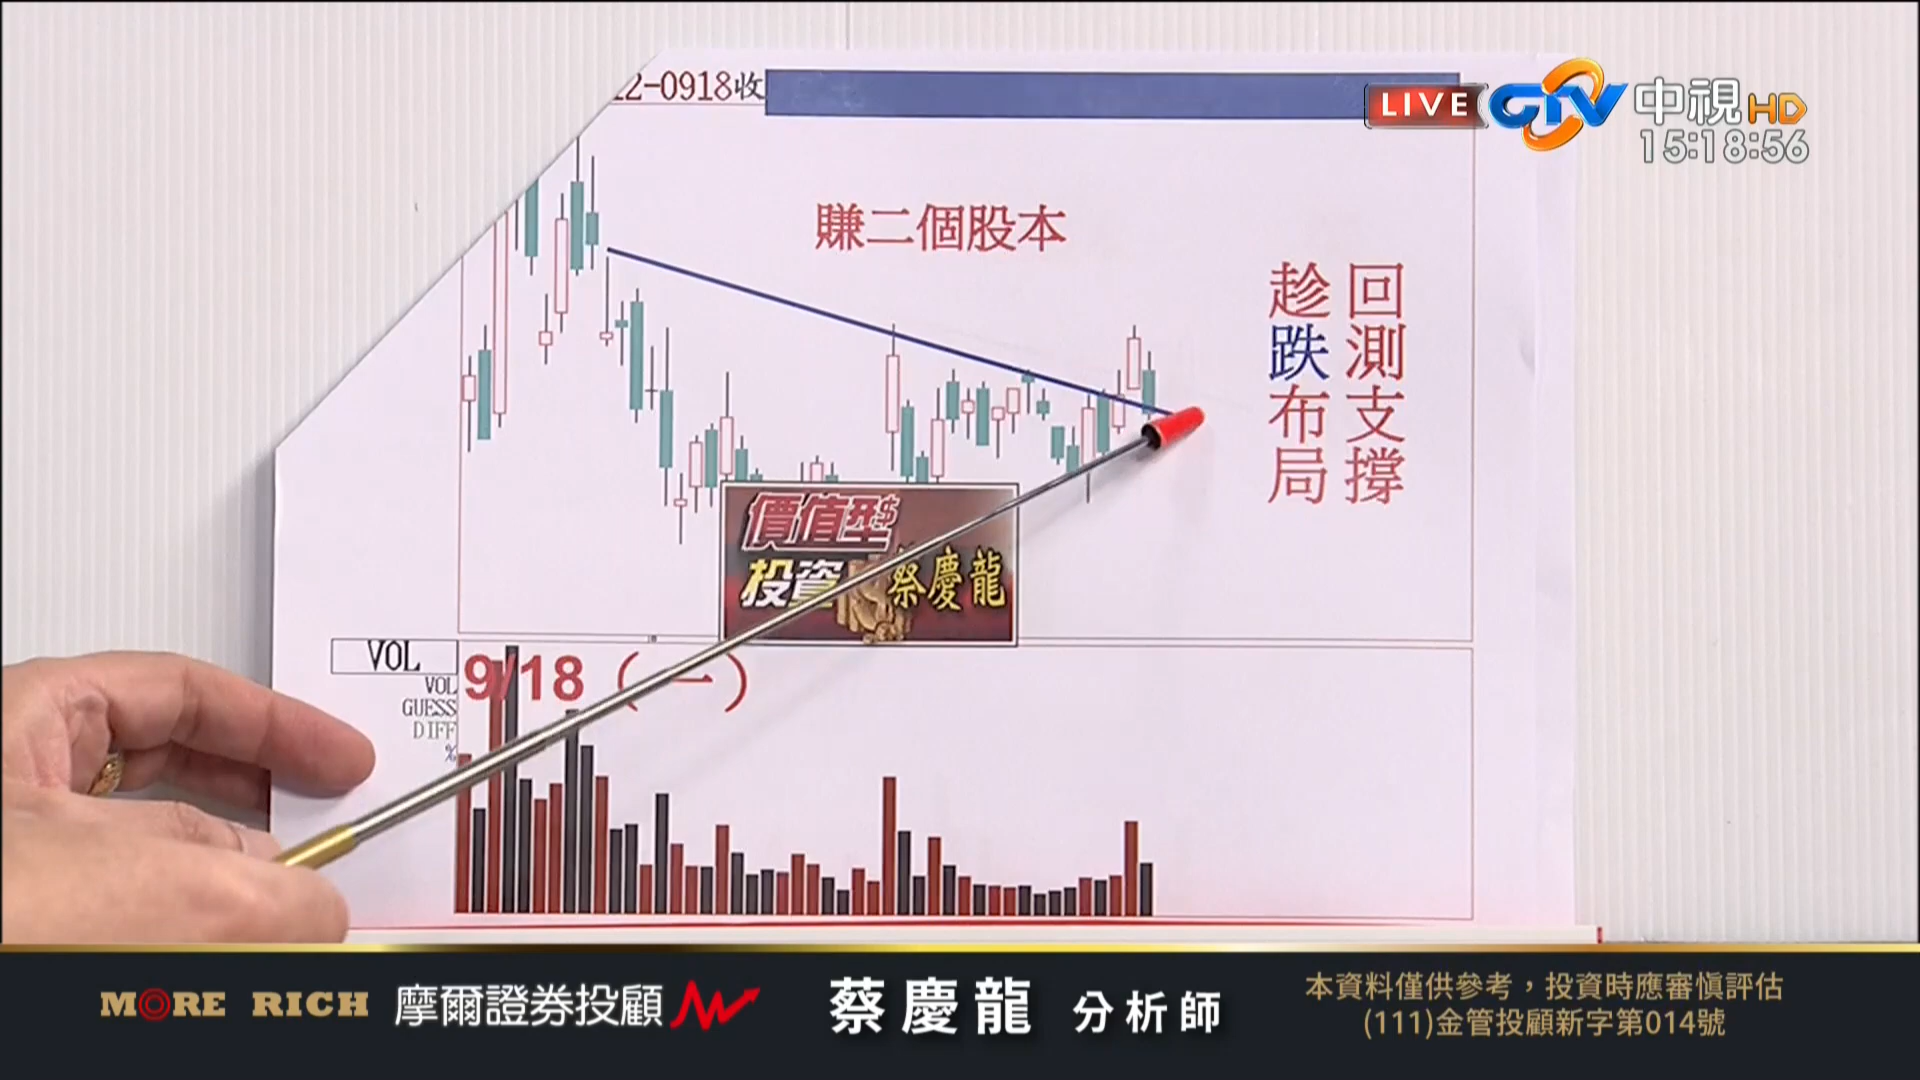 22-0918收
LIVE CTV 中視HD
15:18:56
賺二個股本
回測支撐
趁跌布局
價值型$
投資 蔡慶龍
VOL
VOL
GUESS
DIFF
%
9/18（一）
MORE RICH 摩爾證券投顧
蔡慶龍 分析師
本資料僅供參考，投資時應審慎評估
(111)金管投顧新字第014號